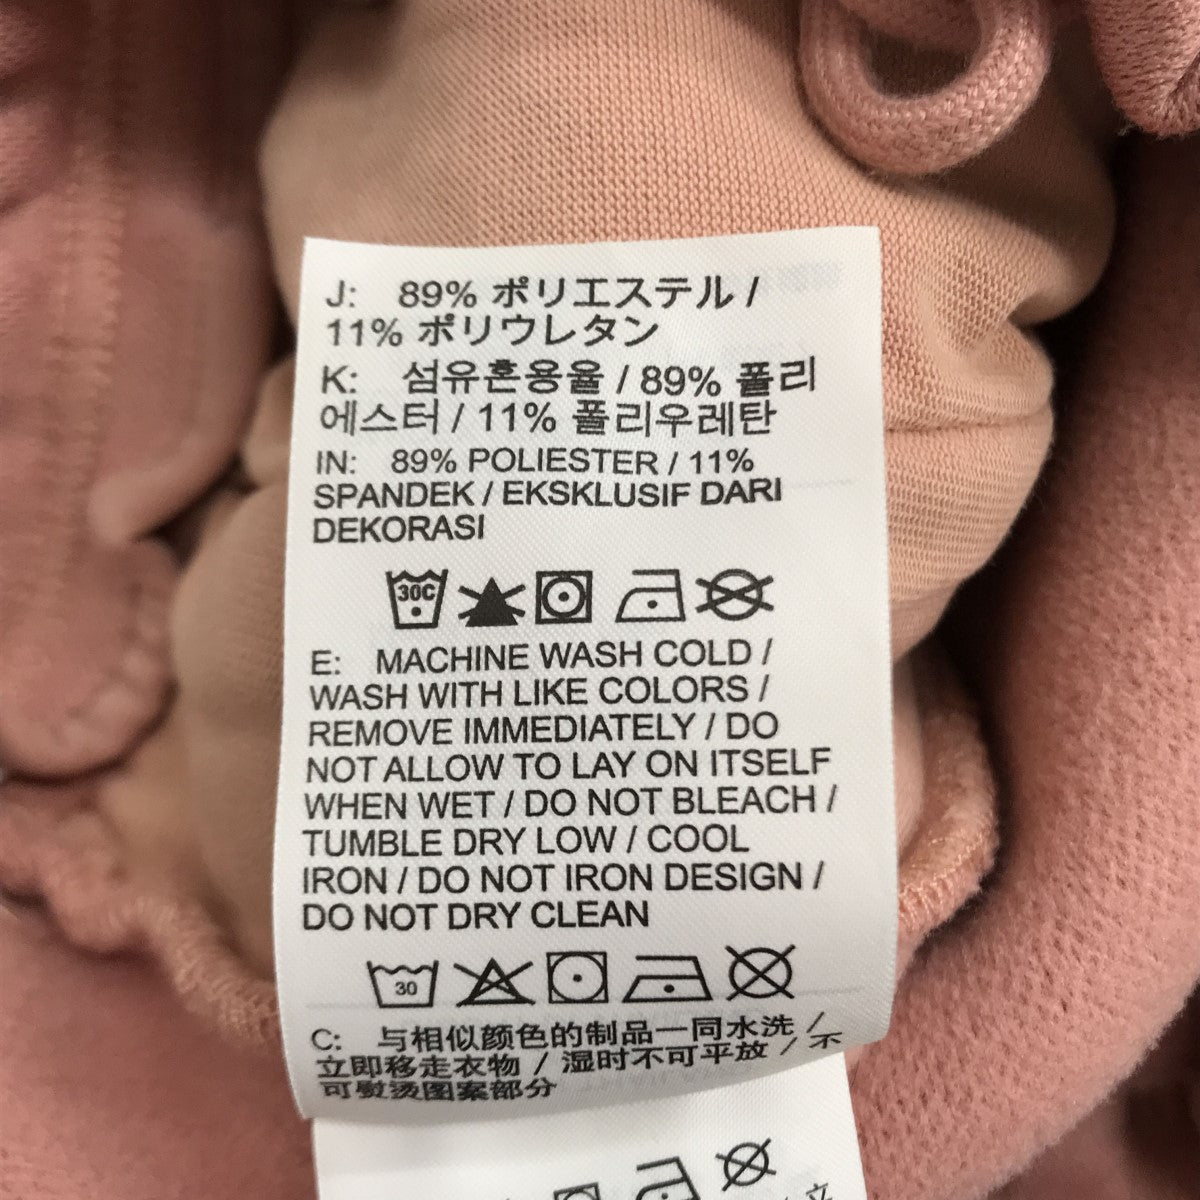 J: 89% ポリエステル /
11% ポリウレタン
K: 섬유혼용율 / 89% 폴리
에스터 / 11% 폴리우레탄
IN: 89% POLIESTER / 11%
SPANDEK / EKSKLUSIF DARI
DEKORASI
30C
E: MACHINE WASH COLD /
WASH WITH LIKE COLORS /
REMOVE IMMEDIATELY / DO
NOT ALLOW TO LAY ON ITSELF
WHEN WET / DO NOT BLEACH /
TUMBLE DRY LOW / COOL
IRON / DO NOT IRON DESIGN /
DO NOT DRY CLEAN
30
C: 与相似颜色的制品一同水洗 /
立即移走衣物 / 湿时不可平放 / 不
可熨烫图案部分
/ 立